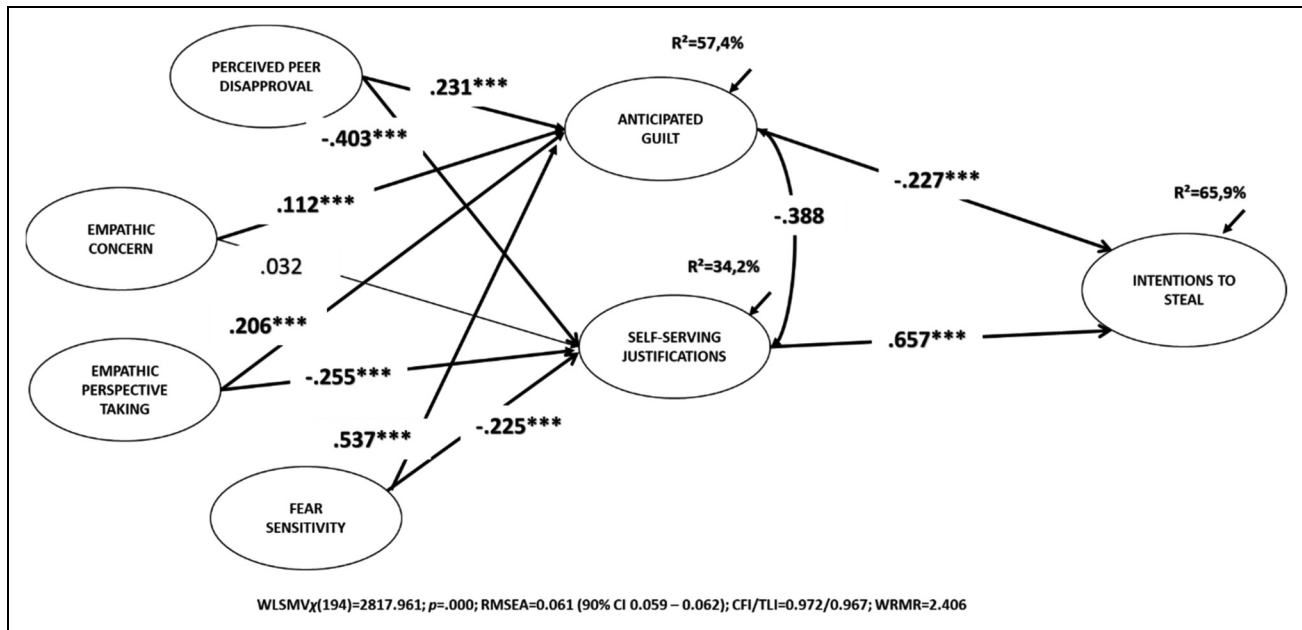 R²=57,4%
PERCEIVED PEER
DISAPPROVAL
.231***
ANTICIPATED
GUILT
-.403***
-.227***
R²=65,9%
.112***
-.388
EMPATHIC
CONCERN
.032
R²=34,2%
INTENTIONS TO
STEAL
.206***
SELF-SERVING
JUSTIFICATIONS
.657***
EMPATHIC
PERSPECTIVE
TAKING
-.255***
.537***
-.225***
FEAR
SENSITIVITY
WLSMVχ(194)=2817.961; p=.000; RMSEA=0.061 (90% CI 0.059 – 0.062); CFI/TLI=0.972/0.967; WRMR=2.406